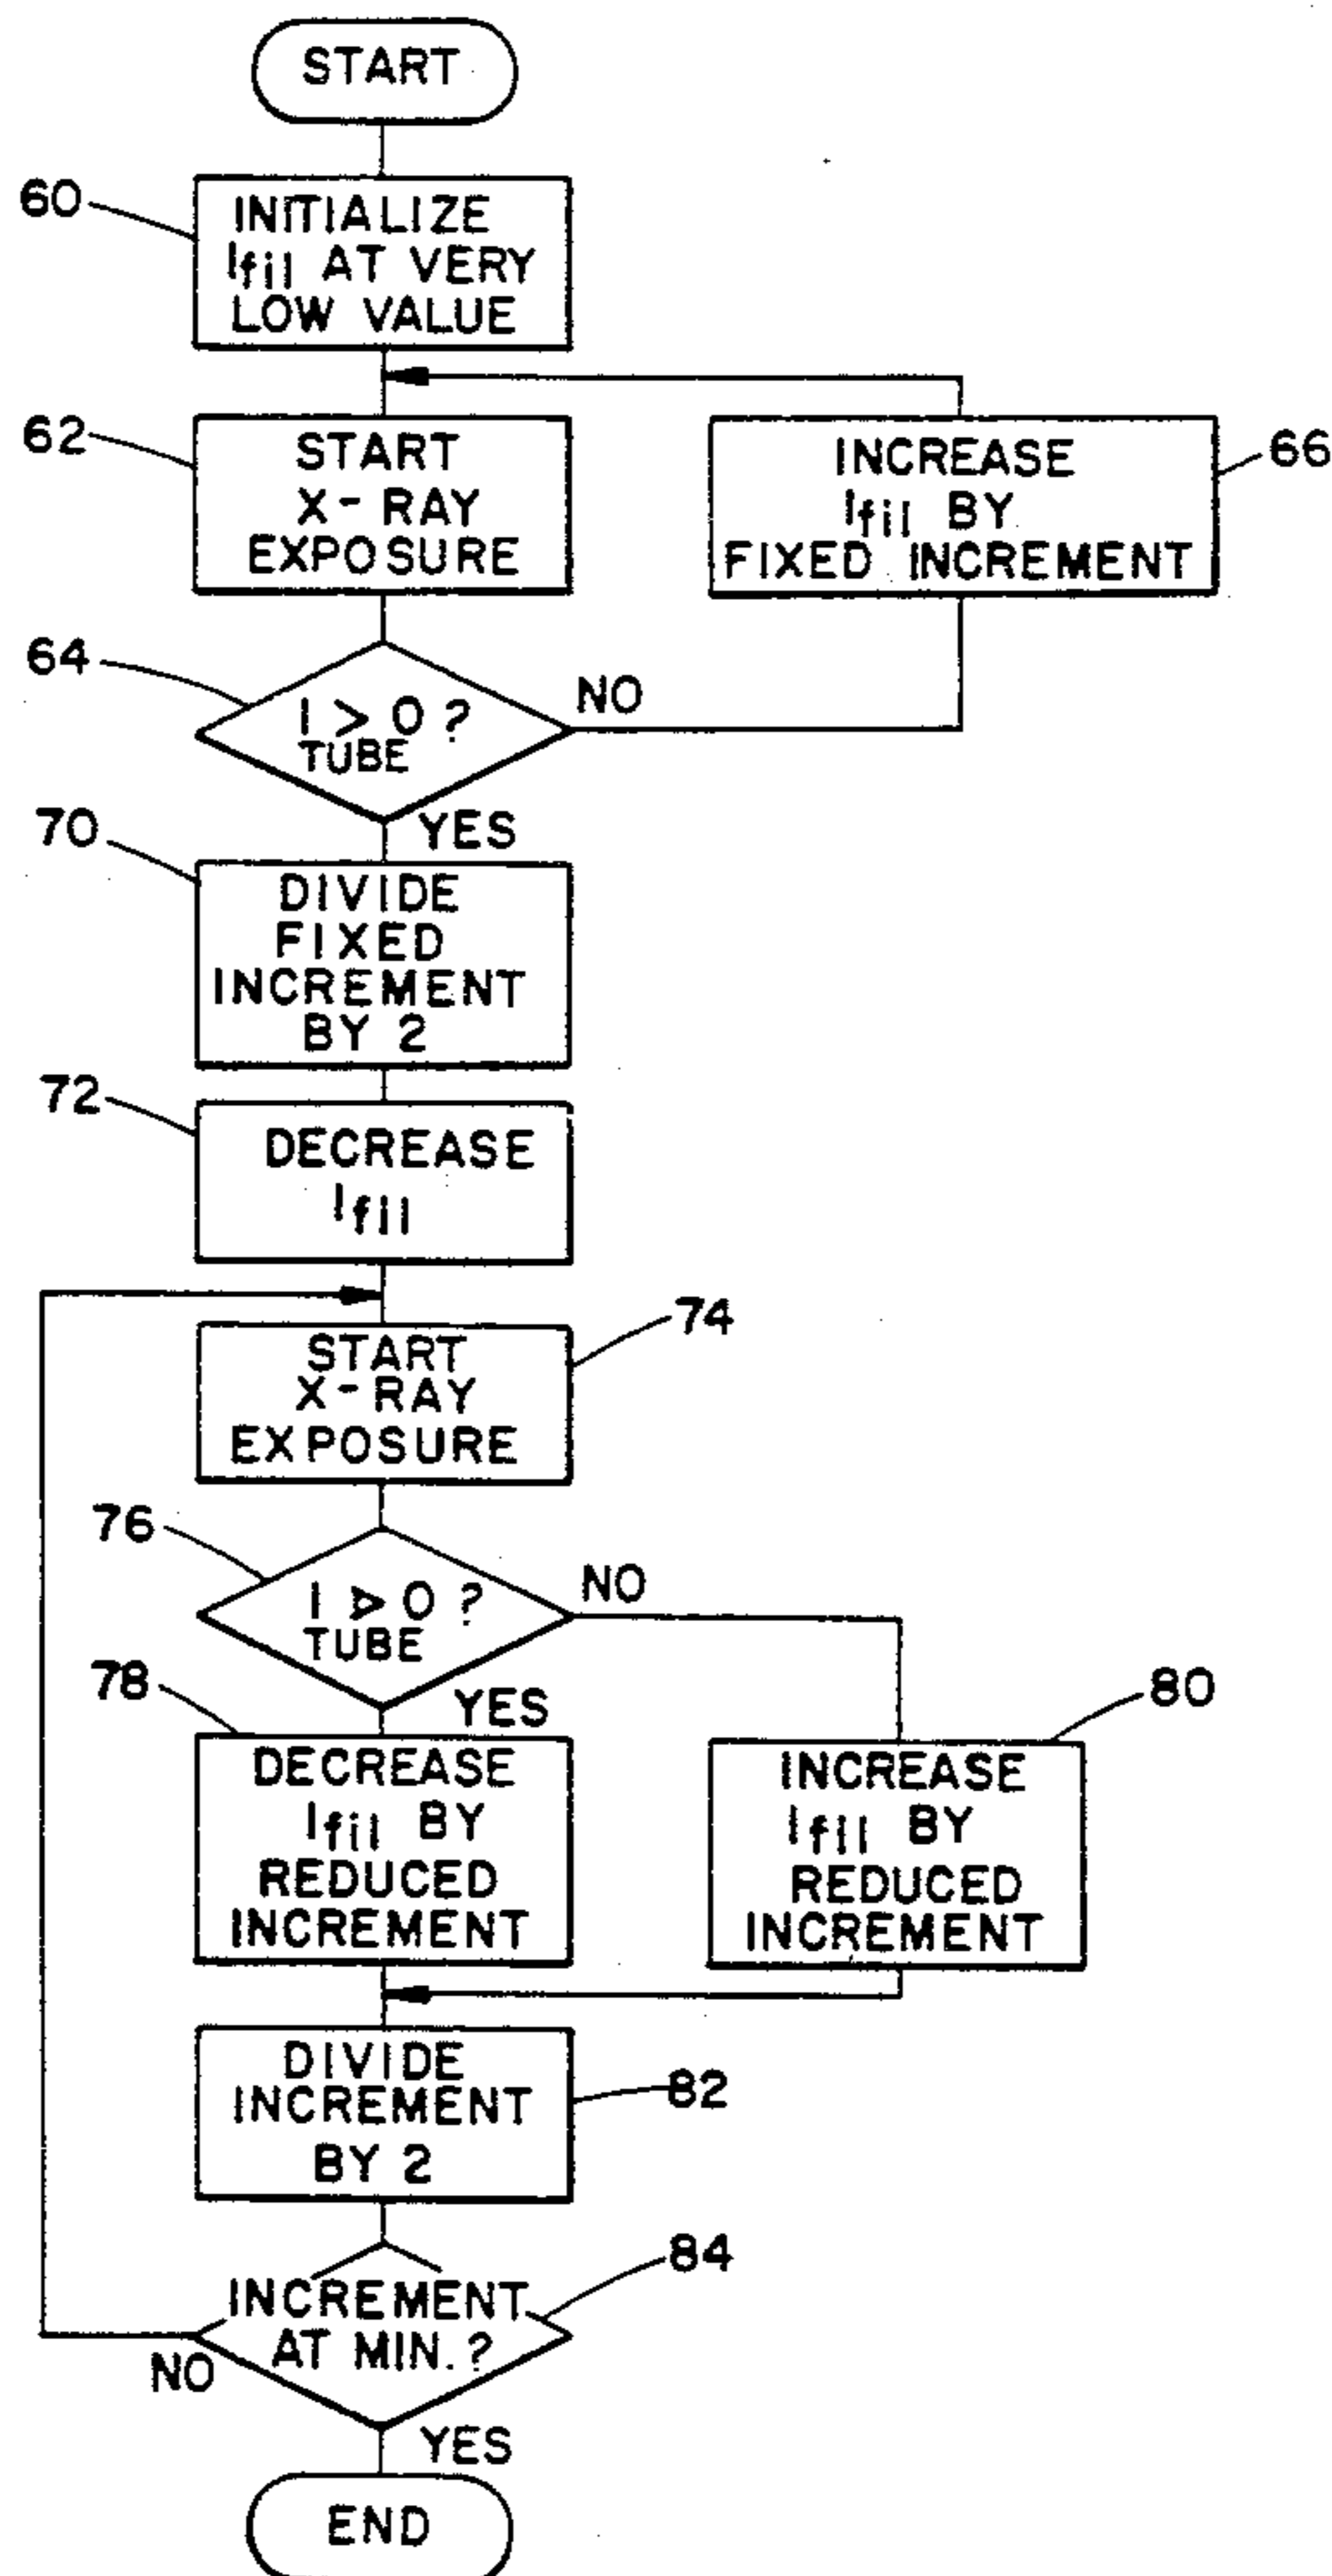 START
60
INITIALIZE
Ifil AT VERY
LOW VALUE
62
START
X-RAY
EXPOSURE
66
INCREASE
Ifil BY
FIXED INCREMENT
64
I > 0 ?
TUBE
NO
YES
70
DIVIDE
FIXED
INCREMENT
BY 2
72
DECREASE
Ifil
74
START
X-RAY
EXPOSURE
76
I > 0 ?
TUBE
NO
YES
78
DECREASE
Ifil BY
REDUCED
INCREMENT
80
INCREASE
Ifil BY
REDUCED
INCREMENT
82
DIVIDE
INCREMENT
BY 2
84
INCREMENT
AT MIN.?
NO
YES
END